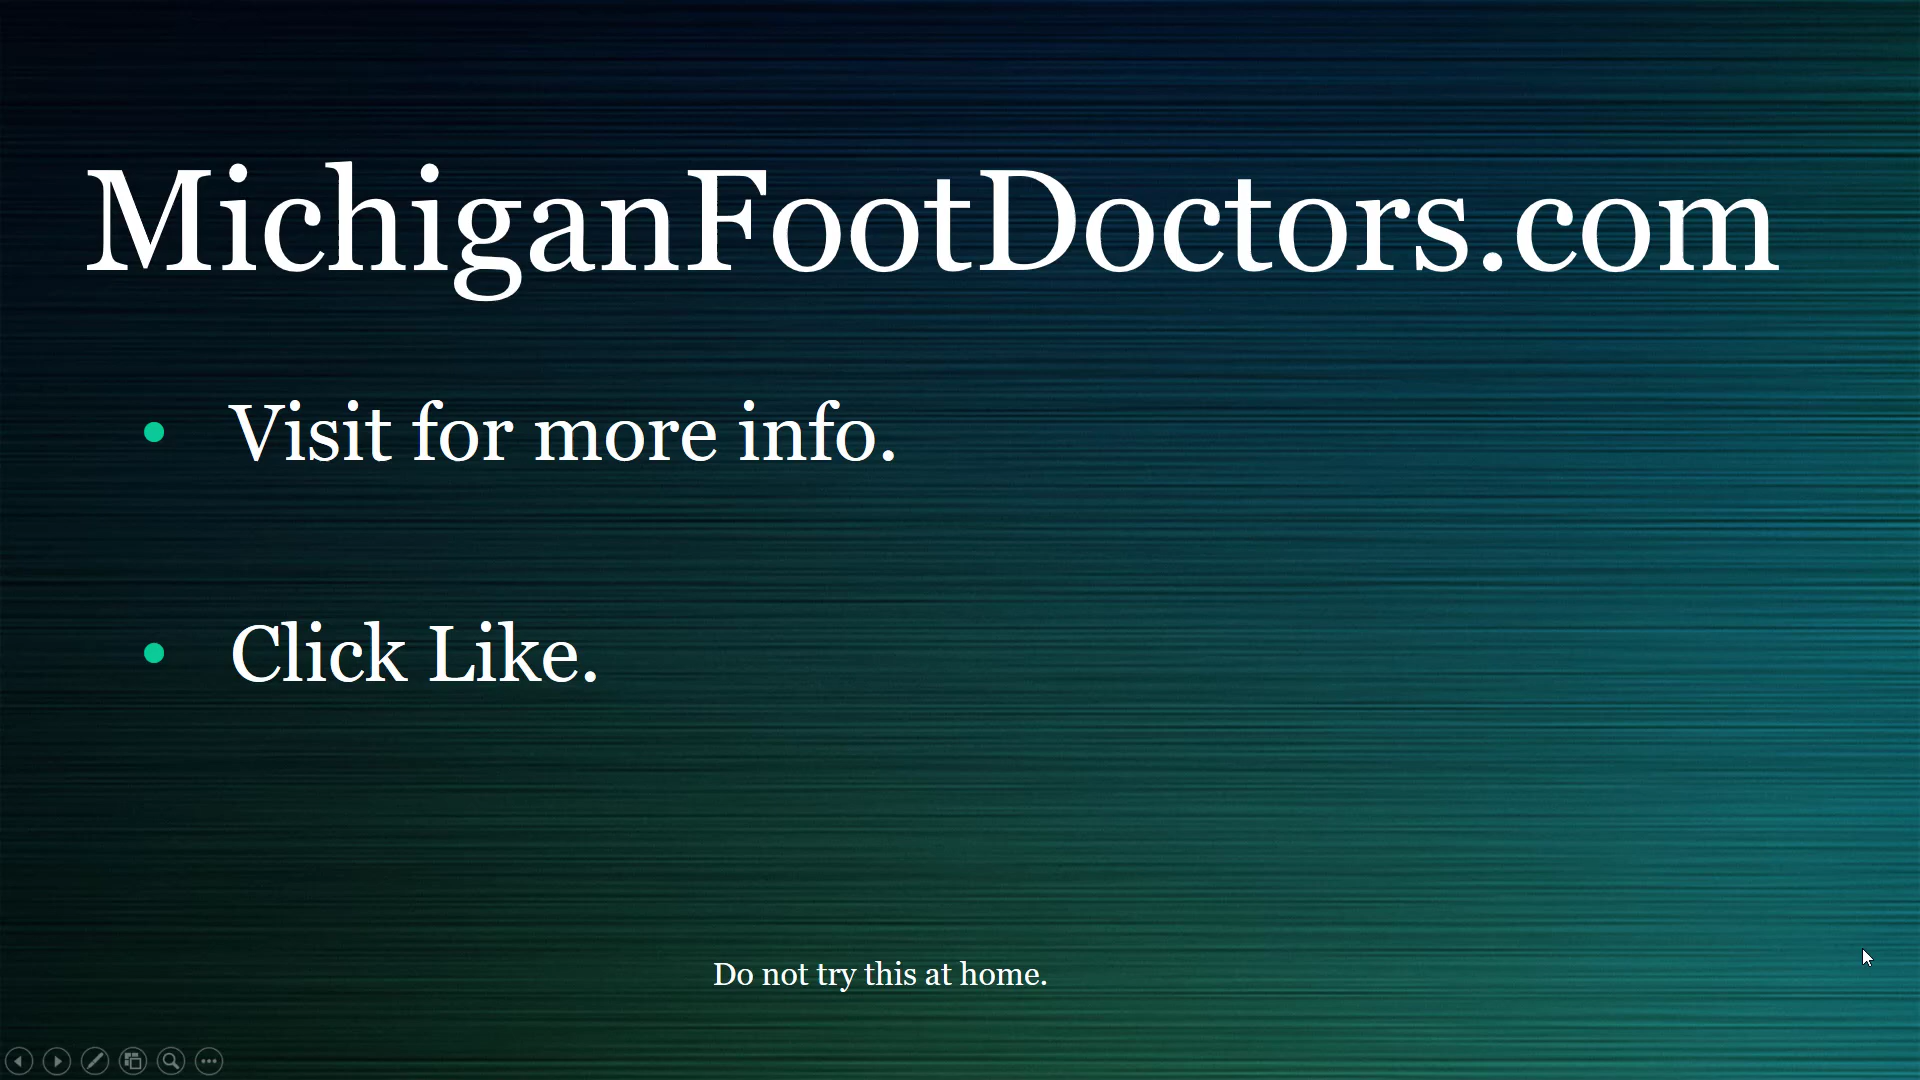 MichiganFootDoctors.com
• Visit for more info.
• Click Like.
Do not try this at home.